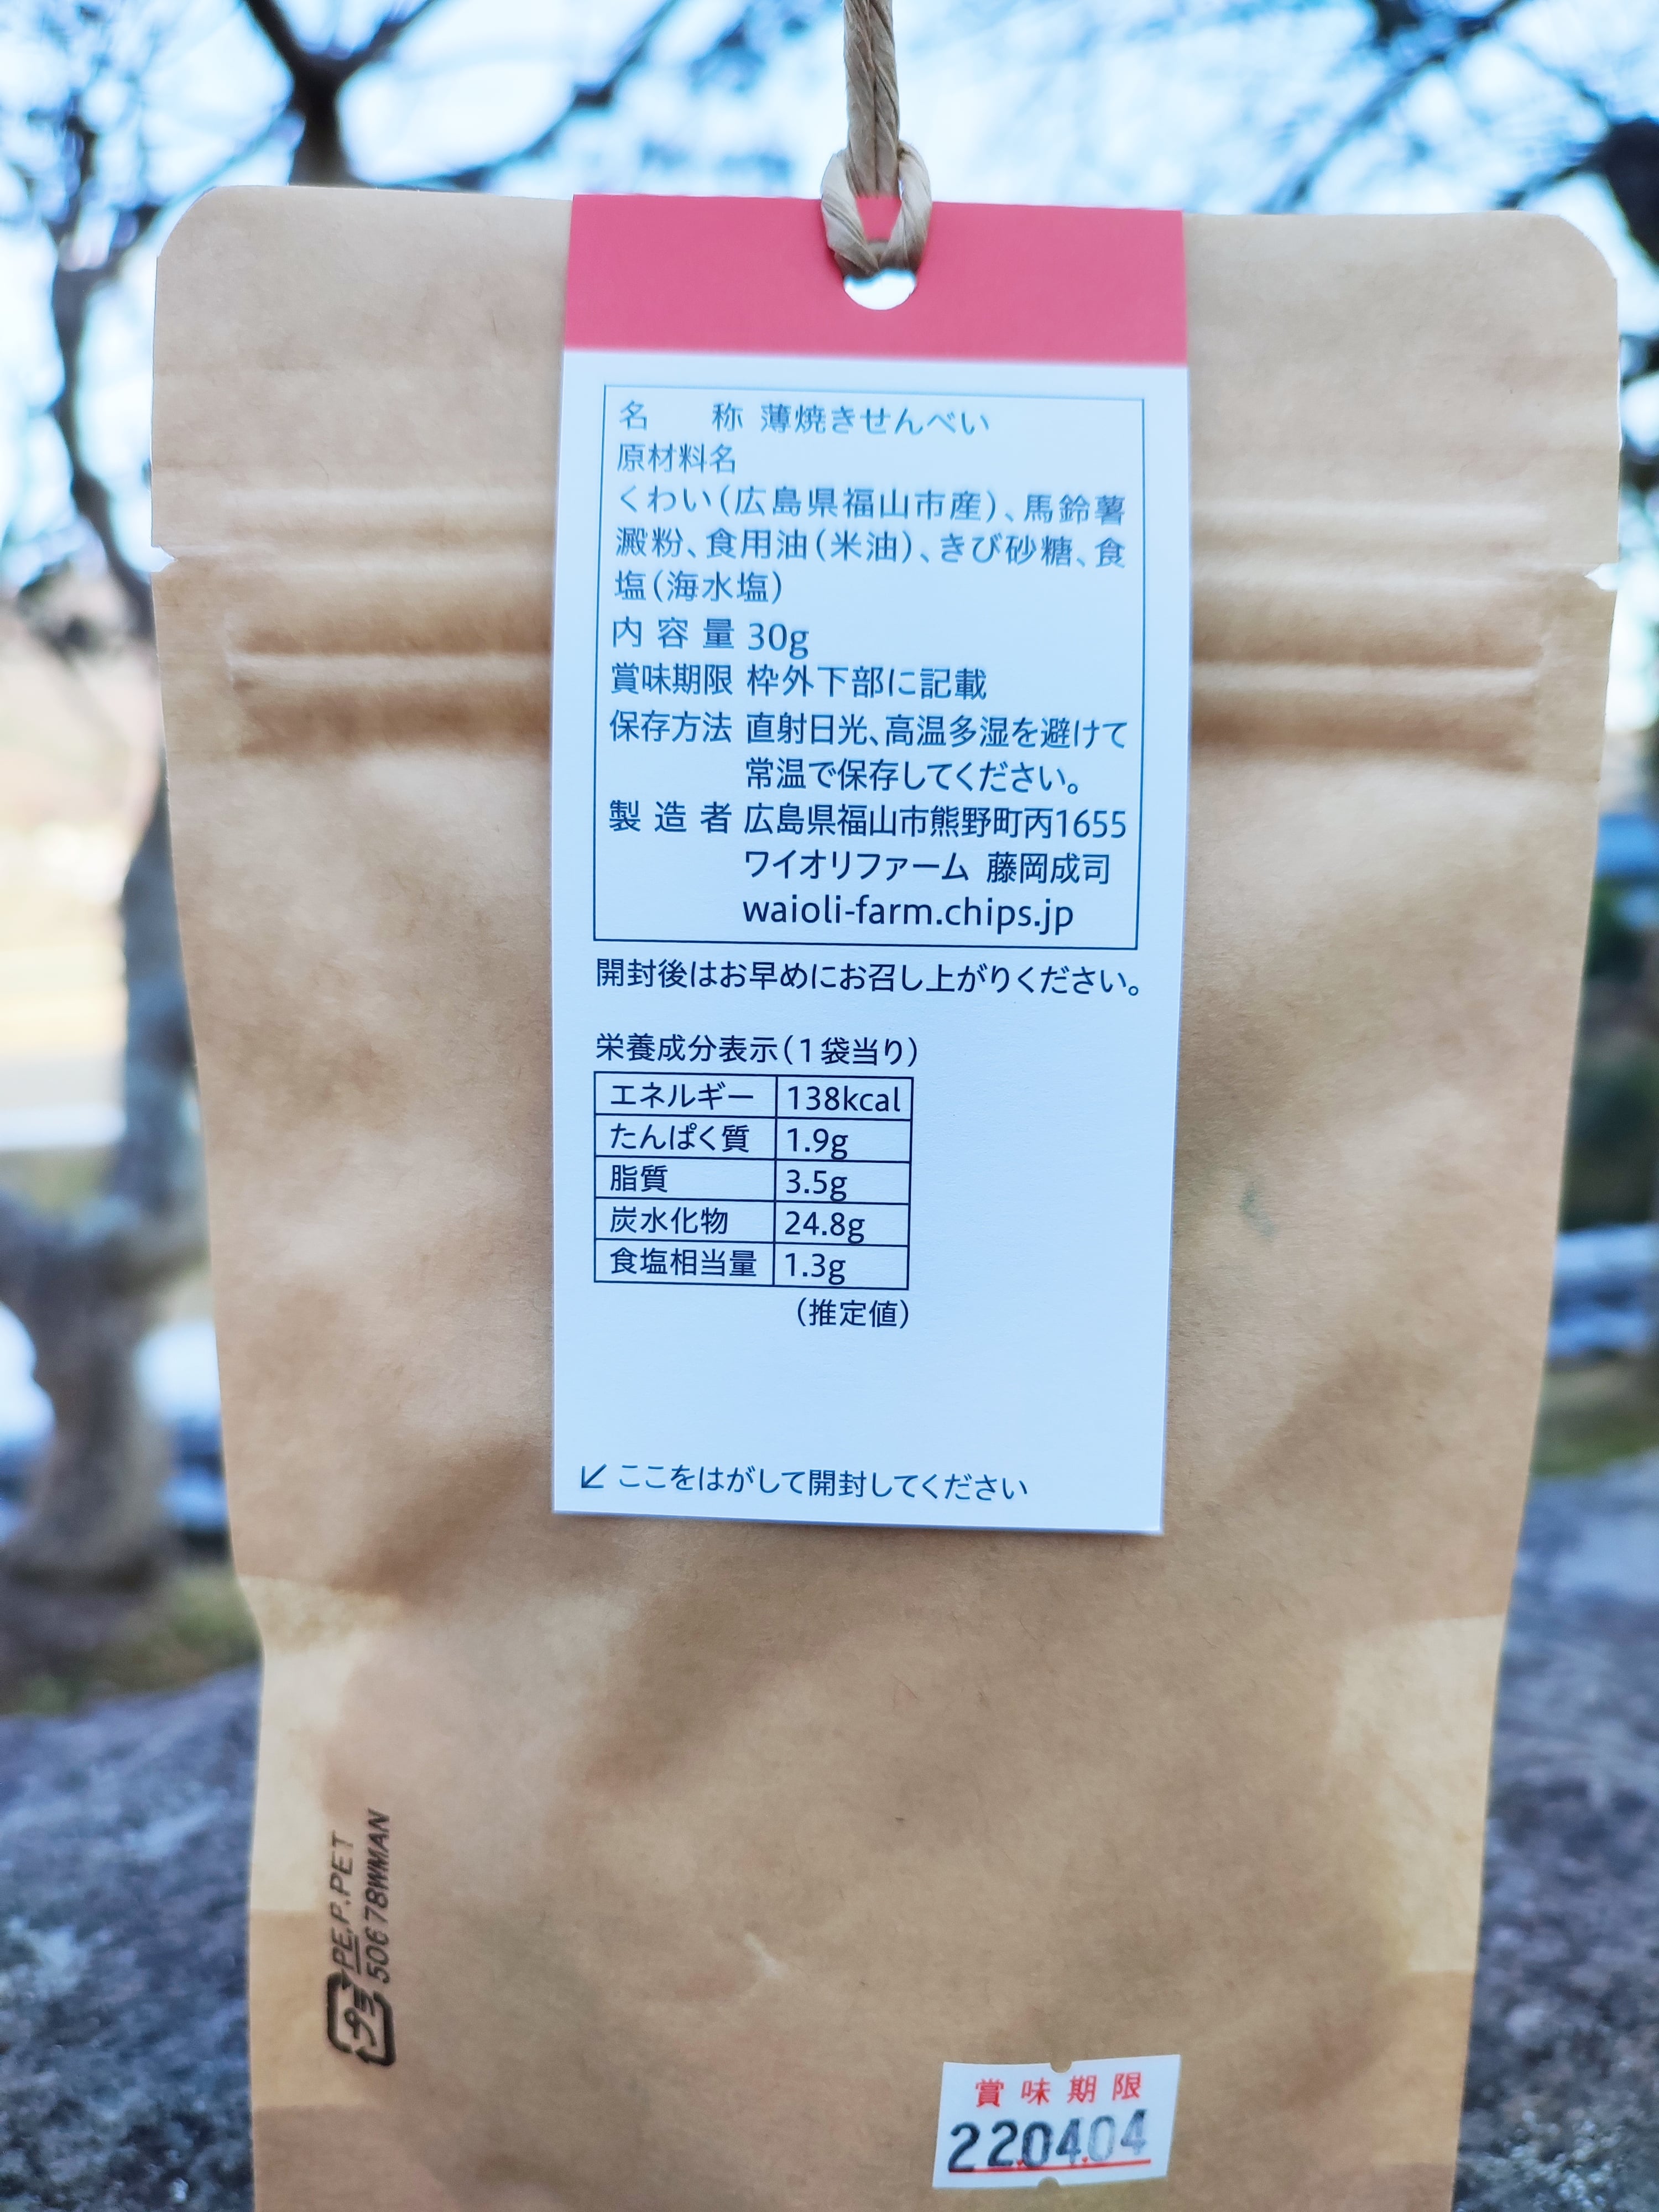 名　称 薄焼きせんべい
原材料名
くわい(広島県福山市産)、馬鈴薯
澱粉、食用油(米油)、きび砂糖、食
塩(海水塩)
内容量 30g
賞味期限 枠外下部に記載
保存方法 直射日光、高温多湿を避けて
常温で保存してください。
製造者 広島県福山市熊野町丙1655
ワイオリファーム 藤岡成司
waioli-farm.chips.jp
開封後はお早めにお召し上がりください。
栄養成分表示(1袋当り)
エネルギー 138kcal
たんぱく質 1.9g
脂質 3.5g
炭水化物 24.8g
食塩相当量 1.3g
(推定値)
↙ここをはがして開封してください
プラ PE,P,PET
50678WMAN
賞味期限
220404